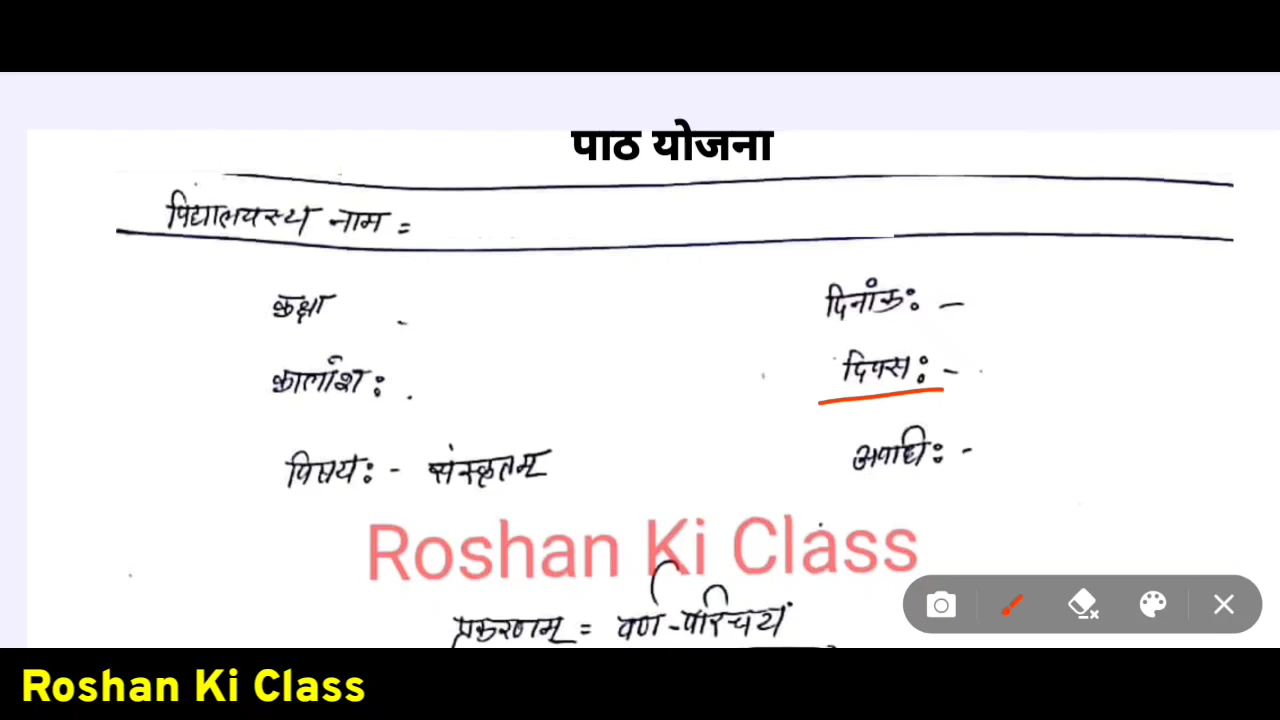 पाठ योजना
विद्यालयस्य नाम =
कक्षा - दिनांक: -
कालांश: - दिवस: -
विषय: - संस्कृतम् अवधि: -
Roshan Ki Class
प्रकरणम् = वर्ण - परिचयं
Roshan Ki Class